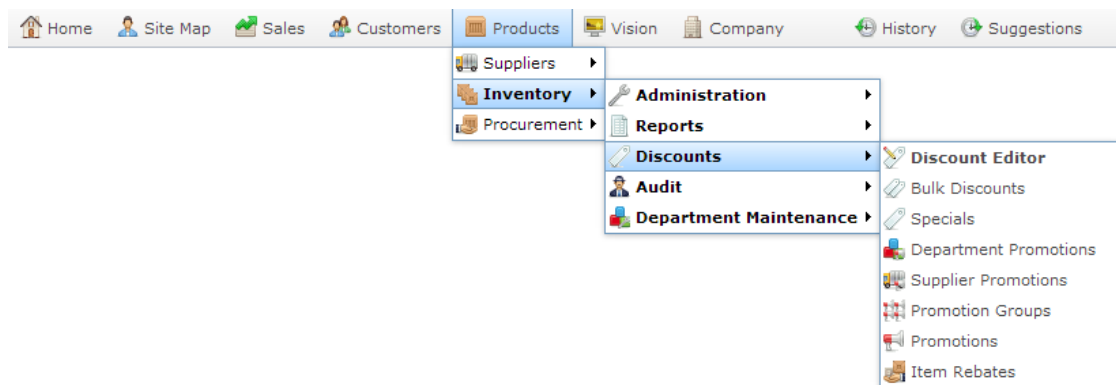 Home Site Map Sales Customers Products Vision Company History Suggestions
Suppliers
Inventory
Procurement
Administration
Reports
Discounts
Audit
Department Maintenance
Discount Editor
Bulk Discounts
Specials
Department Promotions
Supplier Promotions
Promotion Groups
Promotions
Item Rebates